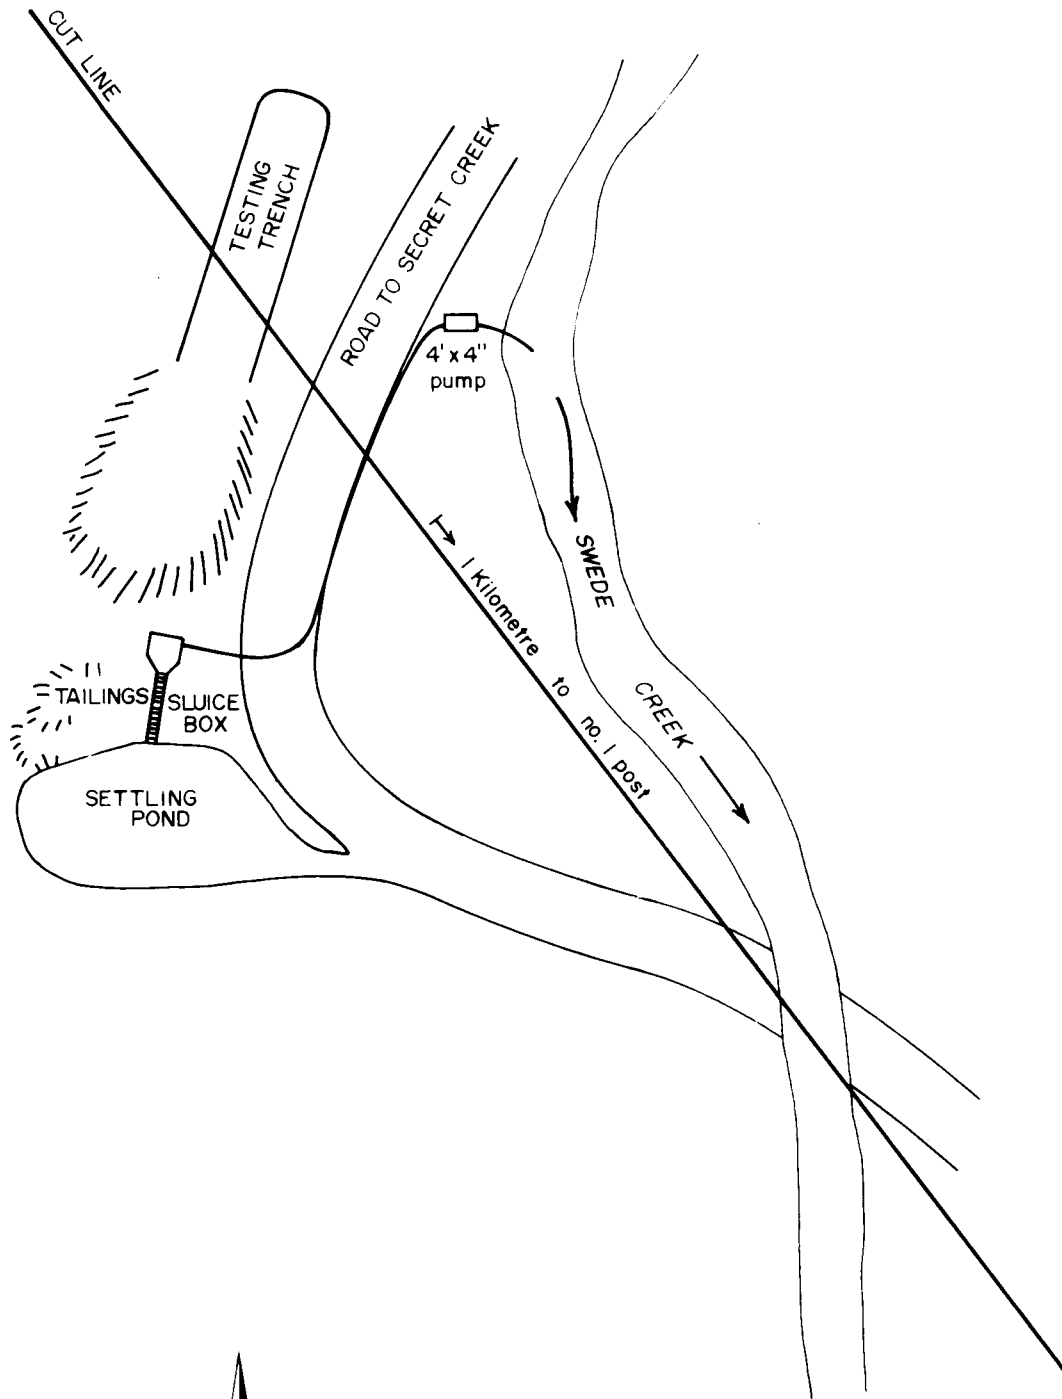 CUT LINE
TESTING
TRENCH
ROAD TO SECRET CREEK
4' x 4"
pump
SWEDE
CREEK
1 Kilometre to no. 1 post
TAILINGS
SLUICE
BOX
SETTLING
POND